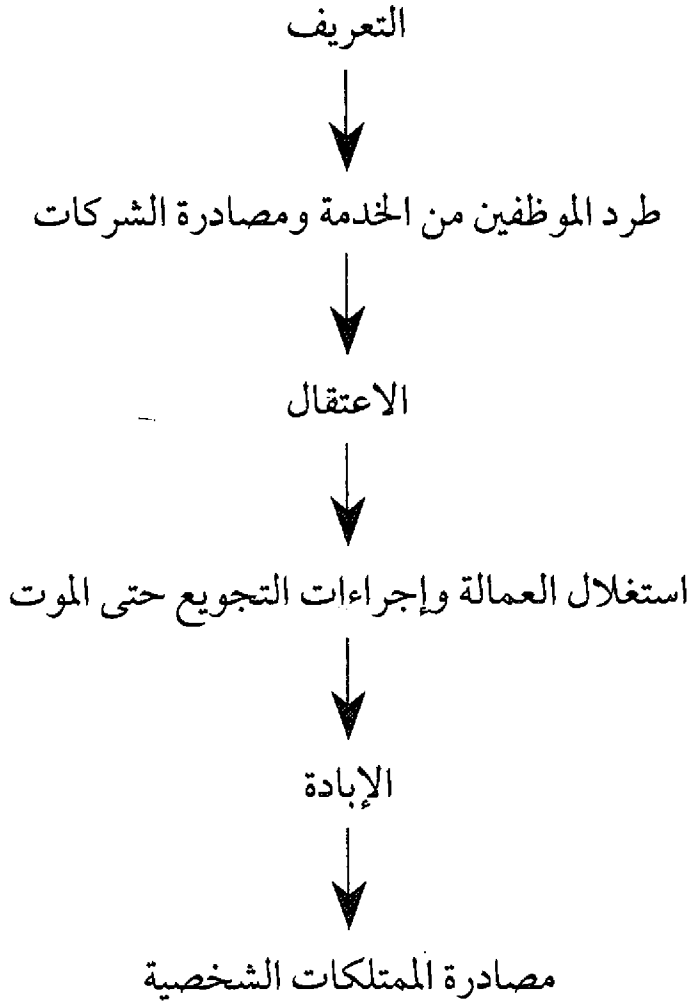 التعريف
طرد الموظفين من الخدمة ومصادرة الشركات
الاعتقال
استغلال العمالة وإجراءات التجويع حتى الموت
الإبادة
مصادرة الممتلكات الشخصية